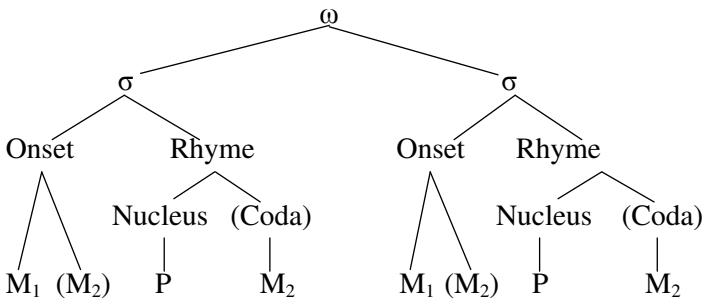 ω
σ σ
Onset Rhyme Onset Rhyme
Nucleus (Coda) Nucleus (Coda)
M₁ (M₂) P M₂ M₁ (M₂) P M₂